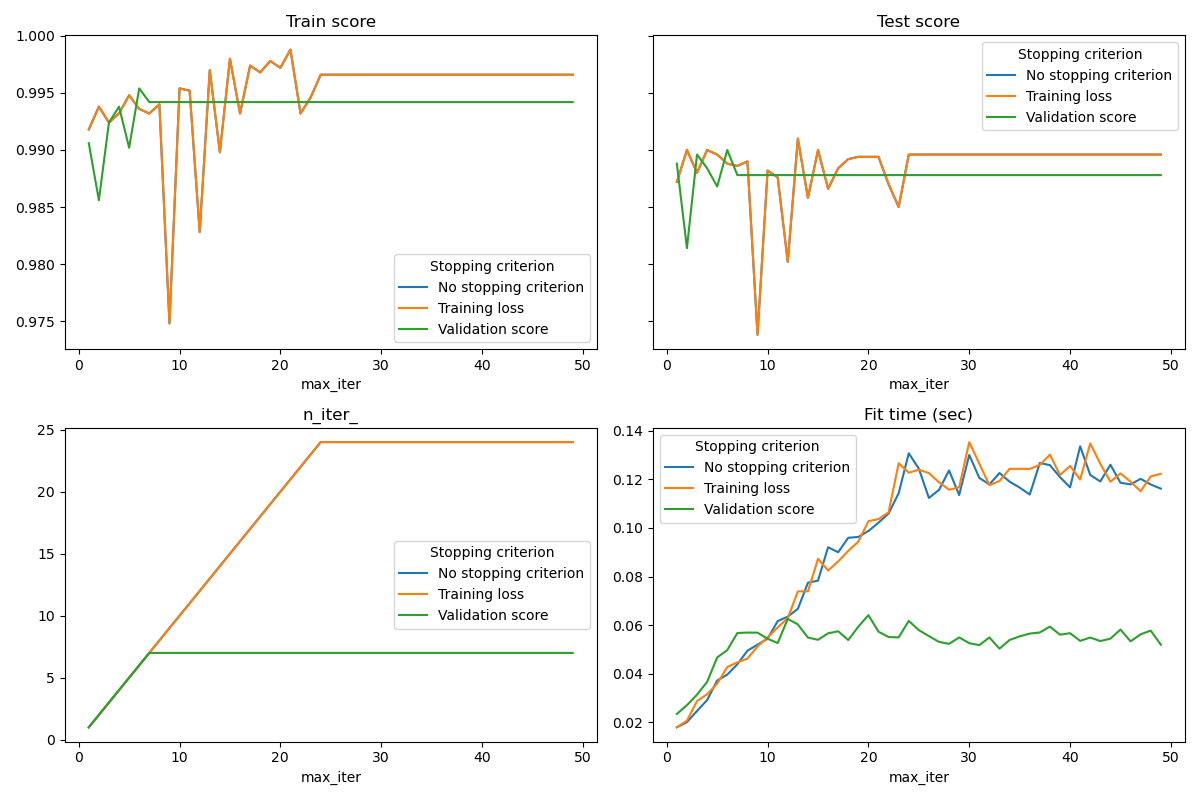 Train score
1.000
0.995
0.990
0.985
0.980
0.975
Stopping criterion
No stopping criterion
Training loss
Validation score
0 10 20 30 40 50
max_iter
Test score
Stopping criterion
No stopping criterion
Training loss
Validation score
0 10 20 30 40 50
max_iter
n_iter_
25
20
15
10
5
0
Stopping criterion
No stopping criterion
Training loss
Validation score
0 10 20 30 40 50
max_iter
Fit time (sec)
0.14
0.12
0.10
0.08
0.06
0.04
0.02
Stopping criterion
No stopping criterion
Training loss
Validation score
0 10 20 30 40 50
max_iter